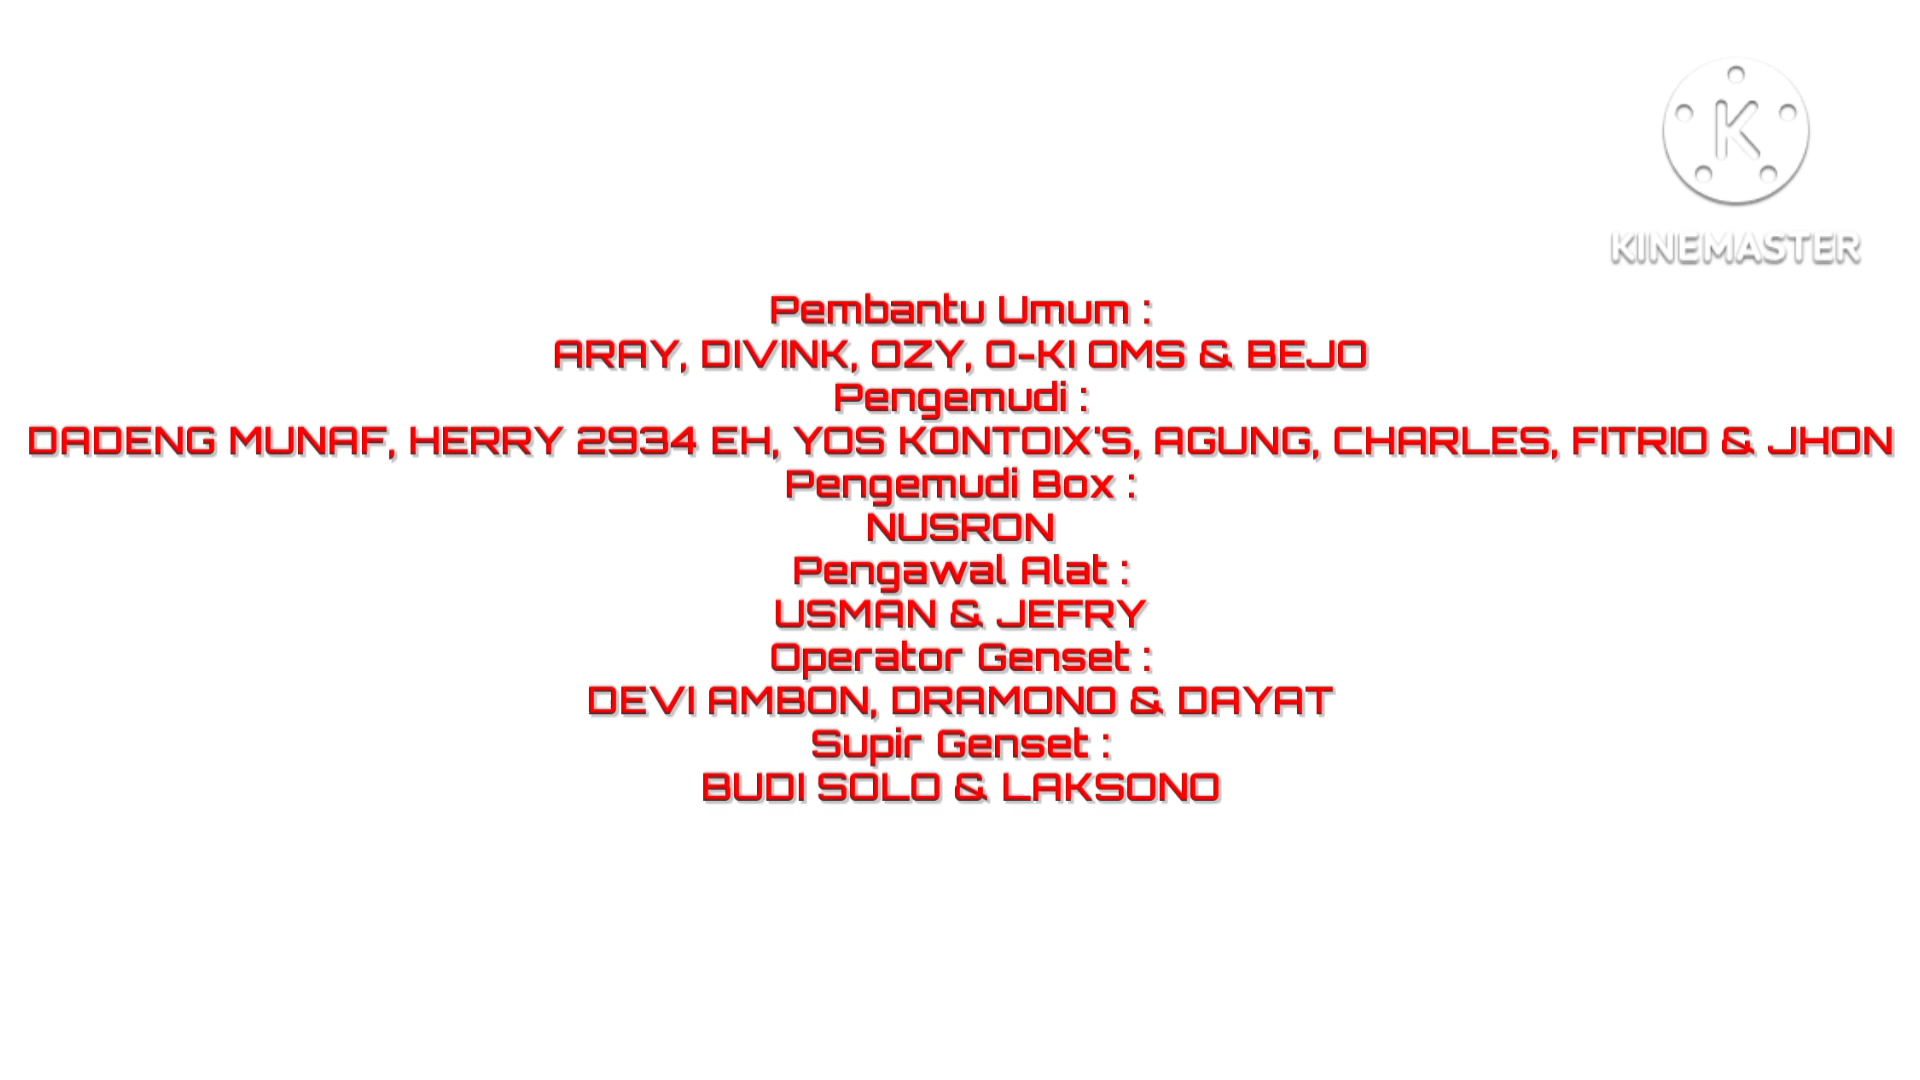 K
KINEMASTER
Pembantu Umum :
ARAY, DIVINK, OZY, O-KI OMS & BEJO
Pengemudi :
DADENG MUNAF, HERRY 2934 EH, YOS KONTOIX'S, AGUNG, CHARLES, FITRIO & JHON
Pengemudi Box :
NUSRON
Pengawal Alat :
USMAN & JEFRY
Operator Genset :
DEVI AMBON, DRAMONO & DAYAT
Supir Genset :
BUDI SOLO & LAKSONO